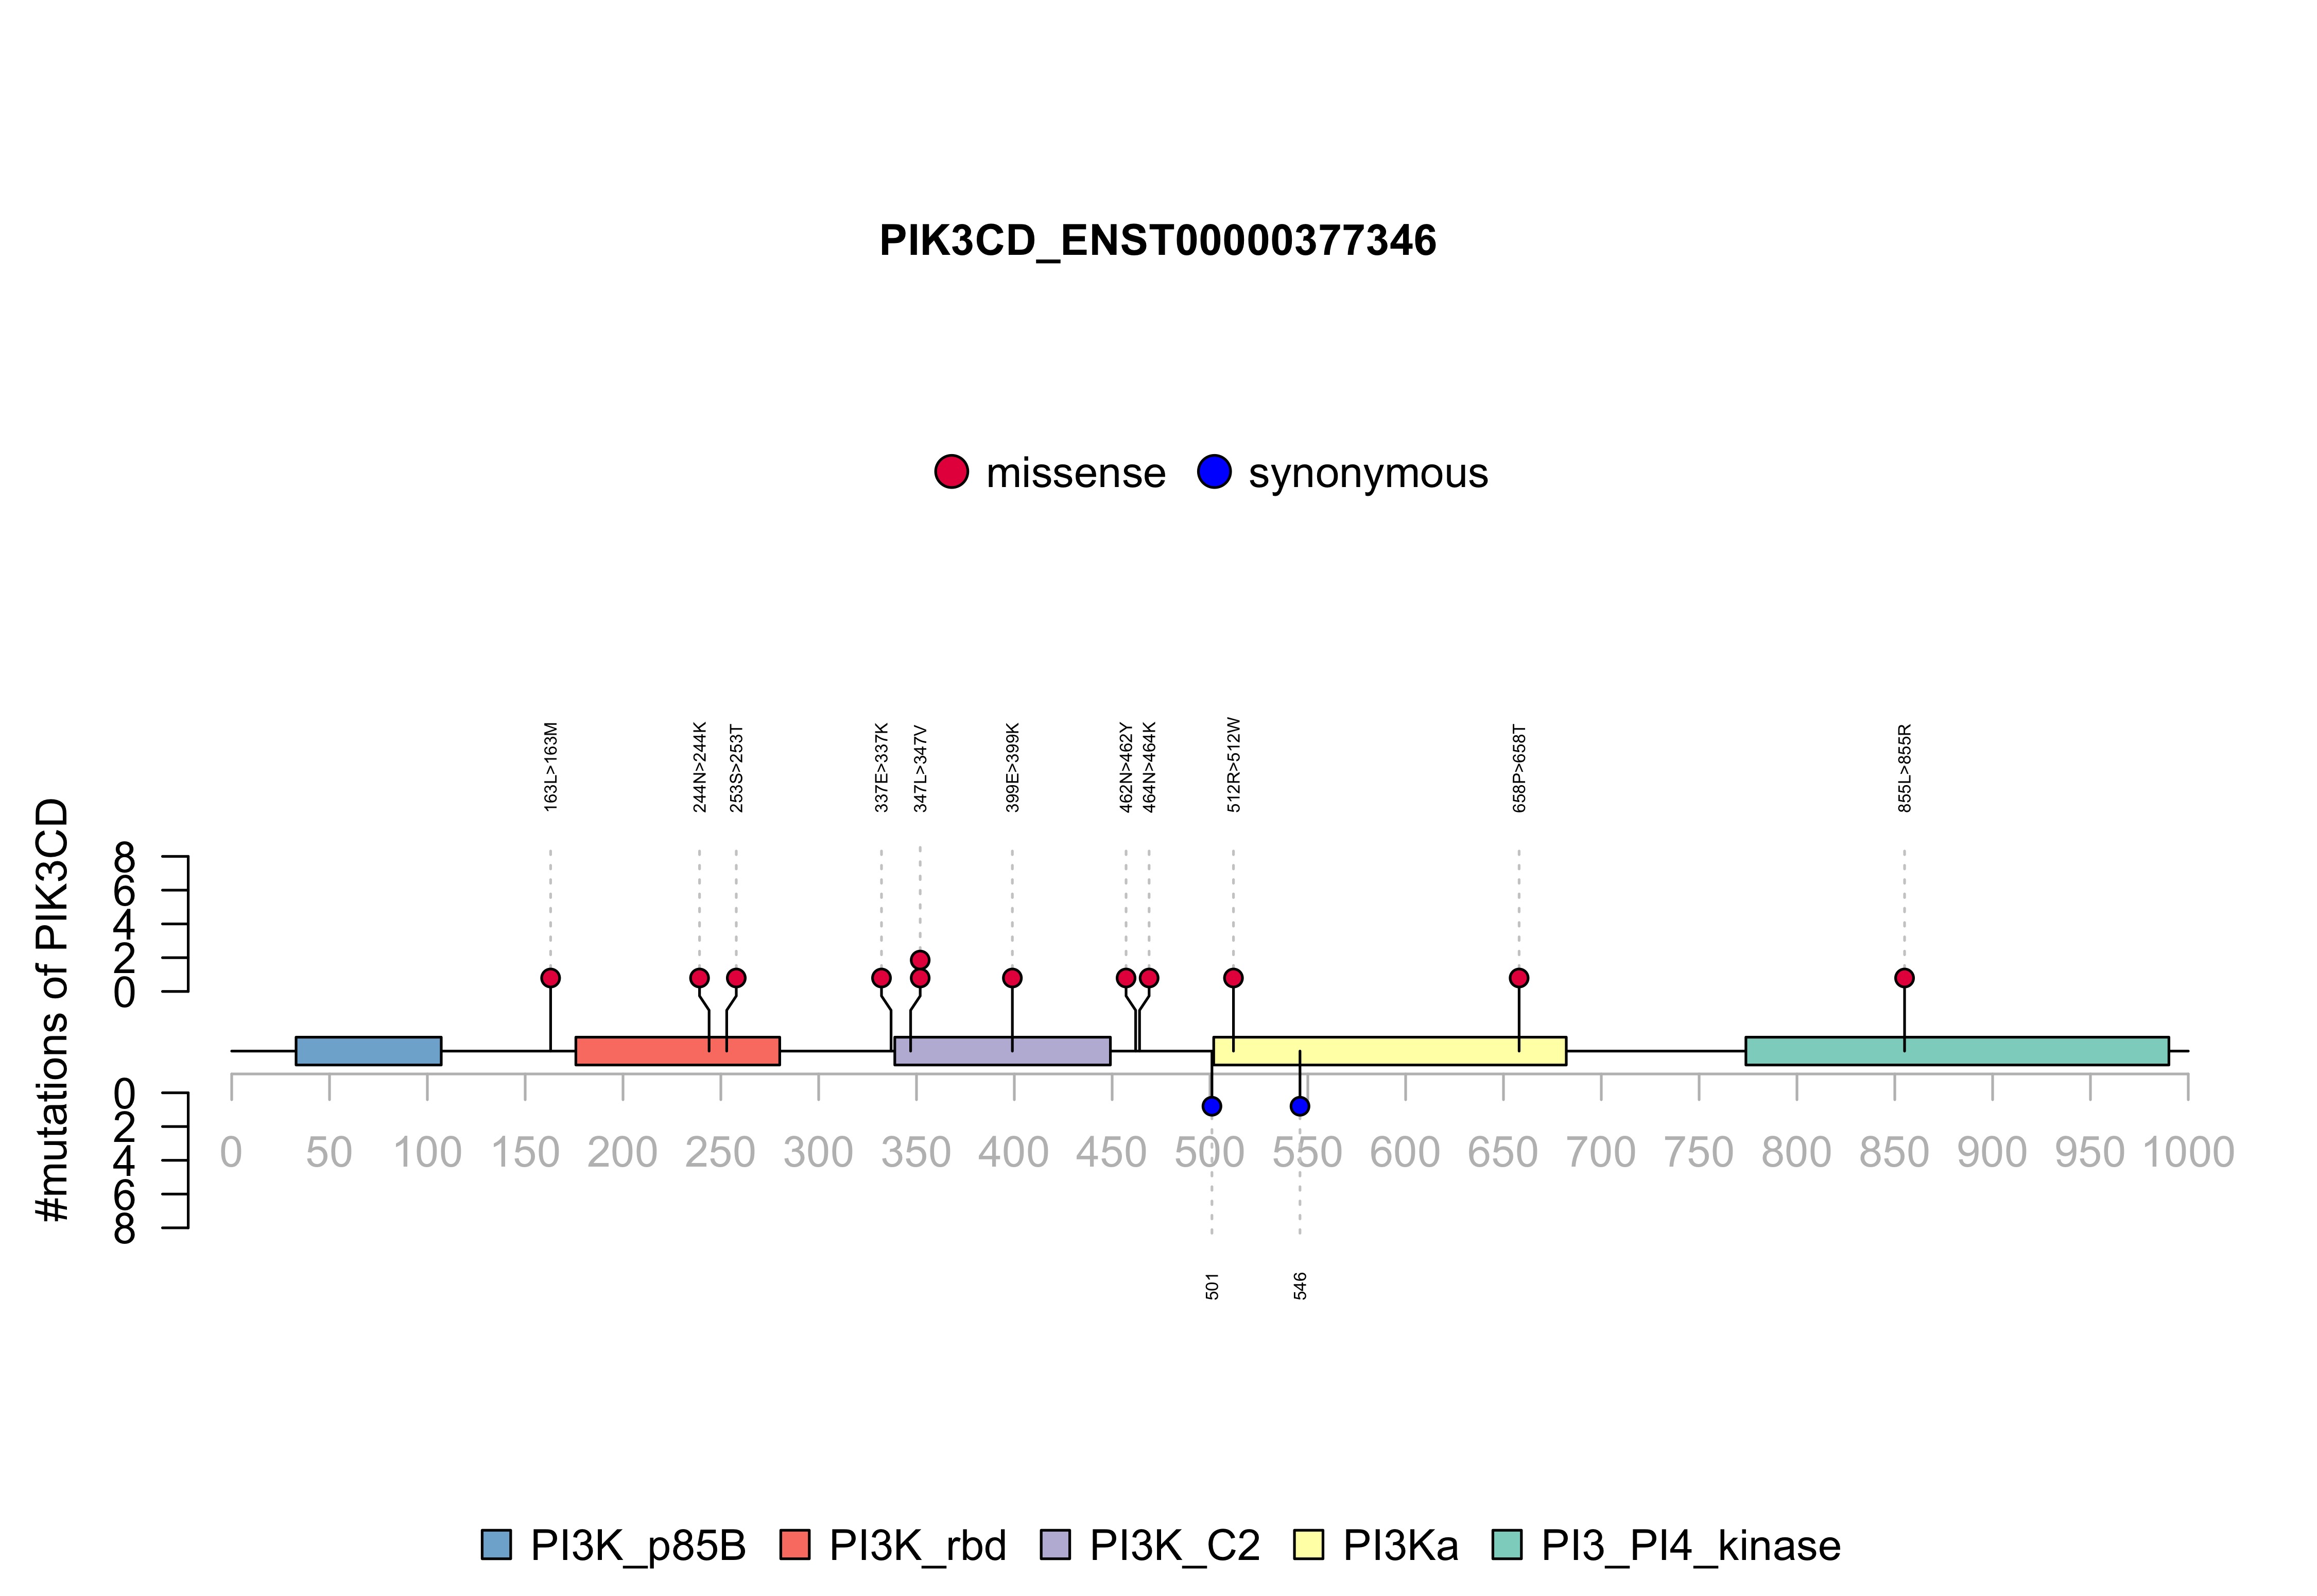 PIK3CD_ENST00000377346
missense synonymous
163L>163M
244N>244K
253S>253T
337E>337K
347L>347V
399E>399K
462N>462Y
464N>464K
512R>512W
658P>658T
855L>855R
#mutations of PIK3CD
8
6
4
2
0
0
2
4
6
8
0 50 100 150 200 250 300 350 400 450 500 550 600 650 700 750 800 850 900 950 1000
501
546
PI3K_p85B PI3K_rbd PI3K_C2 PI3Ka PI3_PI4_kinase